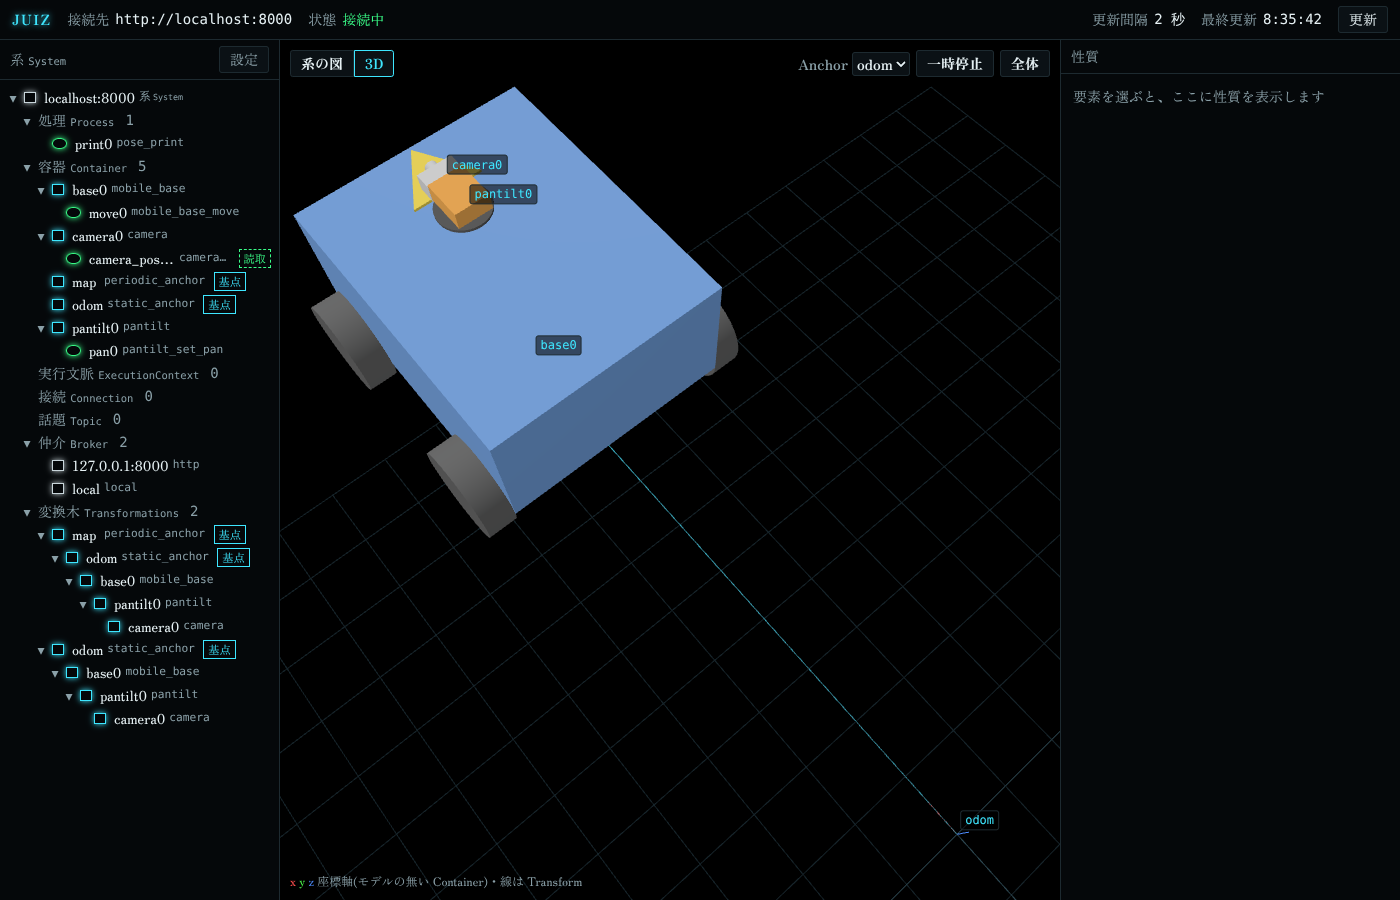 JUIZ 接続先 http://localhost:8000 状態 接続中 更新間隔 2 秒 最終更新 8:35:42 更新
系 System 設定
▼ localhost:8000 系 System
▼ 処理 Process 1
print0 pose_print
▼ 容器 Container 5
▼ base0 mobile_base
move0 mobile_base_move
▼ camera0 camera
camera_pos... camera… 読取
map periodic_anchor 基点
odom static_anchor 基点
▼ pantilt0 pantilt
pan0 pantilt_set_pan
実行文脈 ExecutionContext 0
接続 Connection 0
話題 Topic 0
▼ 仲介 Broker 2
127.0.0.1:8000 http
local local
▼ 変換木 Transformations 2
▼ map periodic_anchor 基点
▼ odom static_anchor 基点
▼ base0 mobile_base
▼ pantilt0 pantilt
camera0 camera
▼ odom static_anchor 基点
▼ base0 mobile_base
▼ pantilt0 pantilt
camera0 camera
系の図 3D Anchor odom 一時停止 全体
camera0
pantilt0
base0
odom
x y z 座標軸(モデルの無い Container)・線は Transform
性質
要素を選ぶと、ここに性質を表示します